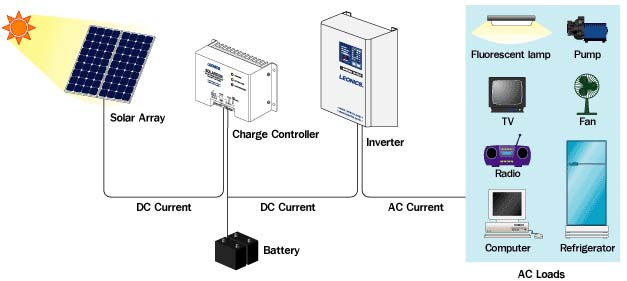 LEONICS
LEONICS
Fluorescent lamp
Pump
Solar Array
Charge Controller
Inverter
TV
Fan
Radio
DC Current
DC Current
AC Current
Battery
Computer
Refrigerator
AC Loads